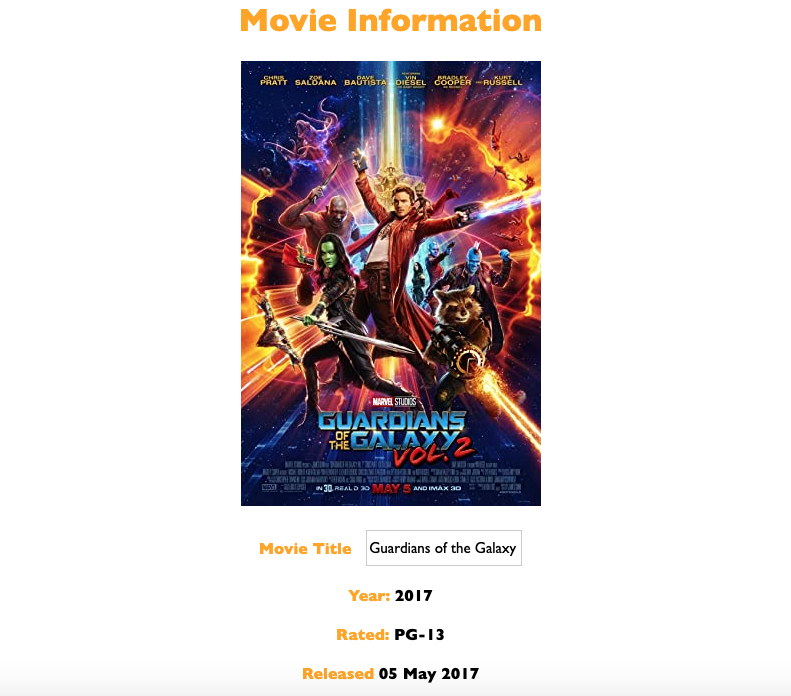 Movie Information
CHRIS PRATT ZOE SALDANA DAVE BAUTISTA VIN DIESEL BRADLEY COOPER KURT RUSSELL
MARVEL STUDIOS
GUARDIANS
OF THE GALAXY
VOL. 2
MARVEL
IN 3D, REAL D 3D MAY 5 AND IMAX 3D
Movie Title Guardians of the Galaxy
Year: 2017
Rated: PG-13
Released 05 May 2017